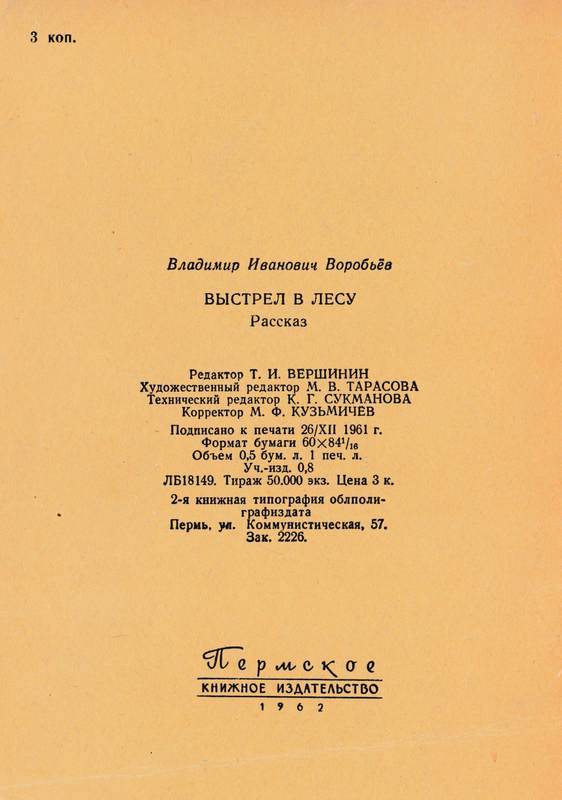 3 коп.
Владимир Иванович Воробьёв
ВЫСТРЕЛ В ЛЕСУ
Рассказ
Редактор Т. И. ВЕРШИНИН
Художественный редактор М. В. ТАРАСОВА
Технический редактор К. Г. СУКМАНОВА
Корректор М. Ф. КУЗЬМИЧЕВ
Подписано к печати 26/XII 1961 г.
Формат бумаги 60×84¹/₁₆
Объем 0,5 бум. л. 1 печ. л.
Уч.-изд. 0,8
ЛБ18149. Тираж 50.000 экз. Цена 3 к.
2-я книжная типография облполи-
графиздата
Пермь, ул. Коммунистическая, 57.
Зак. 2226.
Пермское
КНИЖНОЕ ИЗДАТЕЛЬСТВО
1962